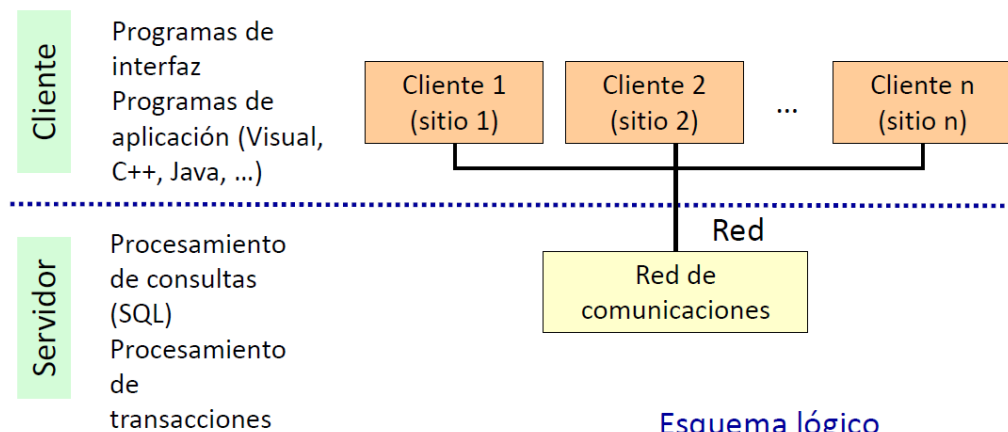 Cliente
Programas de
interfaz
Programas de
aplicación (Visual,
C++, Java, ...)
Cliente 1
(sitio 1)
Cliente 2
(sitio 2)
...
Cliente n
(sitio n)
Red
Servidor
Procesamiento
de consultas
(SQL)
Procesamiento
de
transacciones
Red de
comunicaciones
Esquema lógico